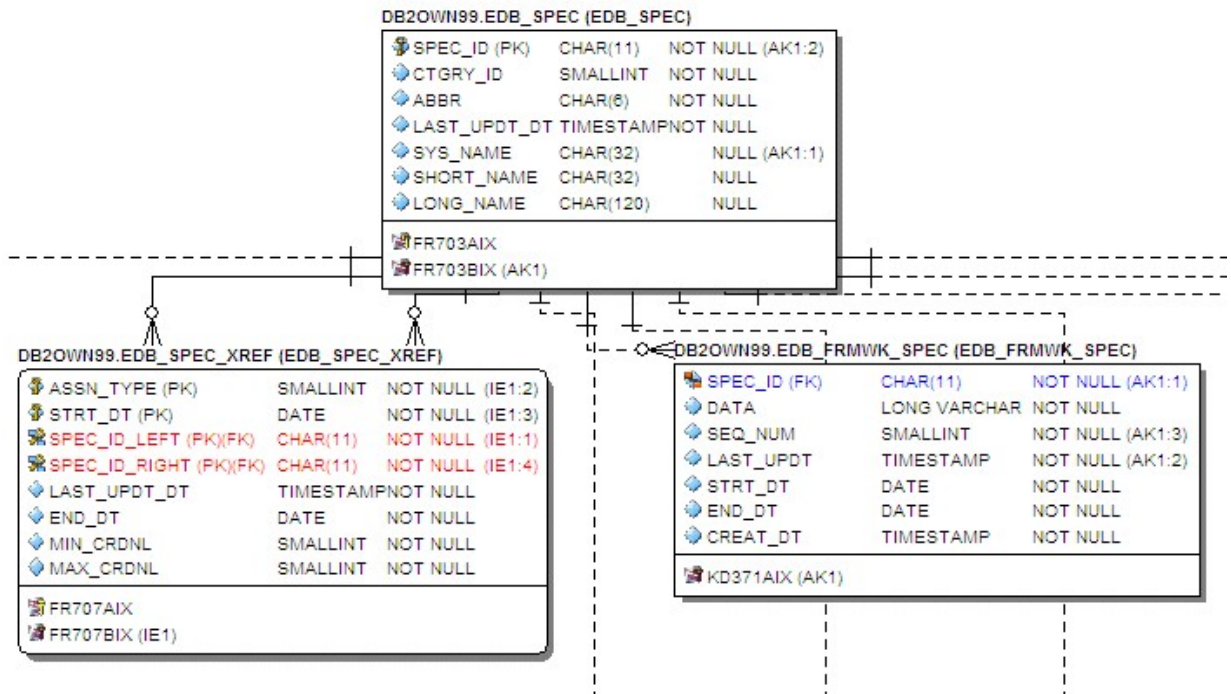 DB2OWN99.EDB_SPEC (EDB_SPEC)
SPEC_ID (PK) CHAR(11) NOT NULL (AK1:2)
CTGRY_ID SMALLINT NOT NULL
ABBR CHAR(6) NOT NULL
LAST_UPDT_DT TIMESTAMPNOT NULL
SYS_NAME CHAR(32) NULL (AK1:1)
SHORT_NAME CHAR(32) NULL
LONG_NAME CHAR(120) NULL
FR703AIX
FR703BIX (AK1)
DB2OWN99.EDB_SPEC_XREF (EDB_SPEC_XREF)
ASSN_TYPE (PK) SMALLINT NOT NULL (IE1:2)
STRT_DT (PK) DATE NOT NULL (IE1:3)
SPEC_ID_LEFT (PK)(FK) CHAR(11) NOT NULL (IE1:1)
SPEC_ID_RIGHT (PK)(FK) CHAR(11) NOT NULL (IE1:4)
LAST_UPDT_DT TIMESTAMPNOT NULL
END_DT DATE NOT NULL
MIN_CRDNL SMALLINT NOT NULL
MAX_CRDNL SMALLINT NOT NULL
FR707AIX
FR707BIX (IE1)
DB2OWN99.EDB_FRMWK_SPEC (EDB_FRMWK_SPEC)
SPEC_ID (FK) CHAR(11) NOT NULL (AK1:1)
DATA LONG VARCHAR NOT NULL
SEQ_NUM SMALLINT NOT NULL (AK1:3)
LAST_UPDT TIMESTAMP NOT NULL (AK1:2)
STRT_DT DATE NOT NULL
END_DT DATE NOT NULL
CREAT_DT TIMESTAMP NOT NULL
KD371AIX (AK1)